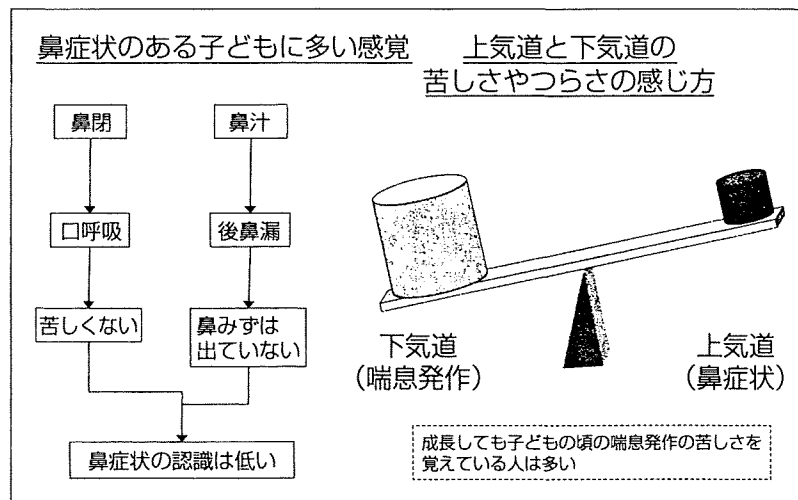 鼻症状のある子どもに多い感覚
鼻閉
鼻汁
口呼吸
後鼻漏
苦しくない
鼻みずは
出ていない
鼻症状の認識は低い
上気道と下気道の
苦しさやつらさの感じ方
下気道
(喘息発作)
上気道
(鼻症状)
成長しても子どもの頃の喘息発作の苦しさを
覚えている人は多い